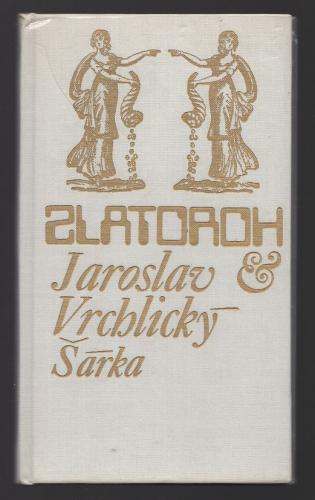 ZLATOROH
Jaroslav &
Vrchlický
Šárka